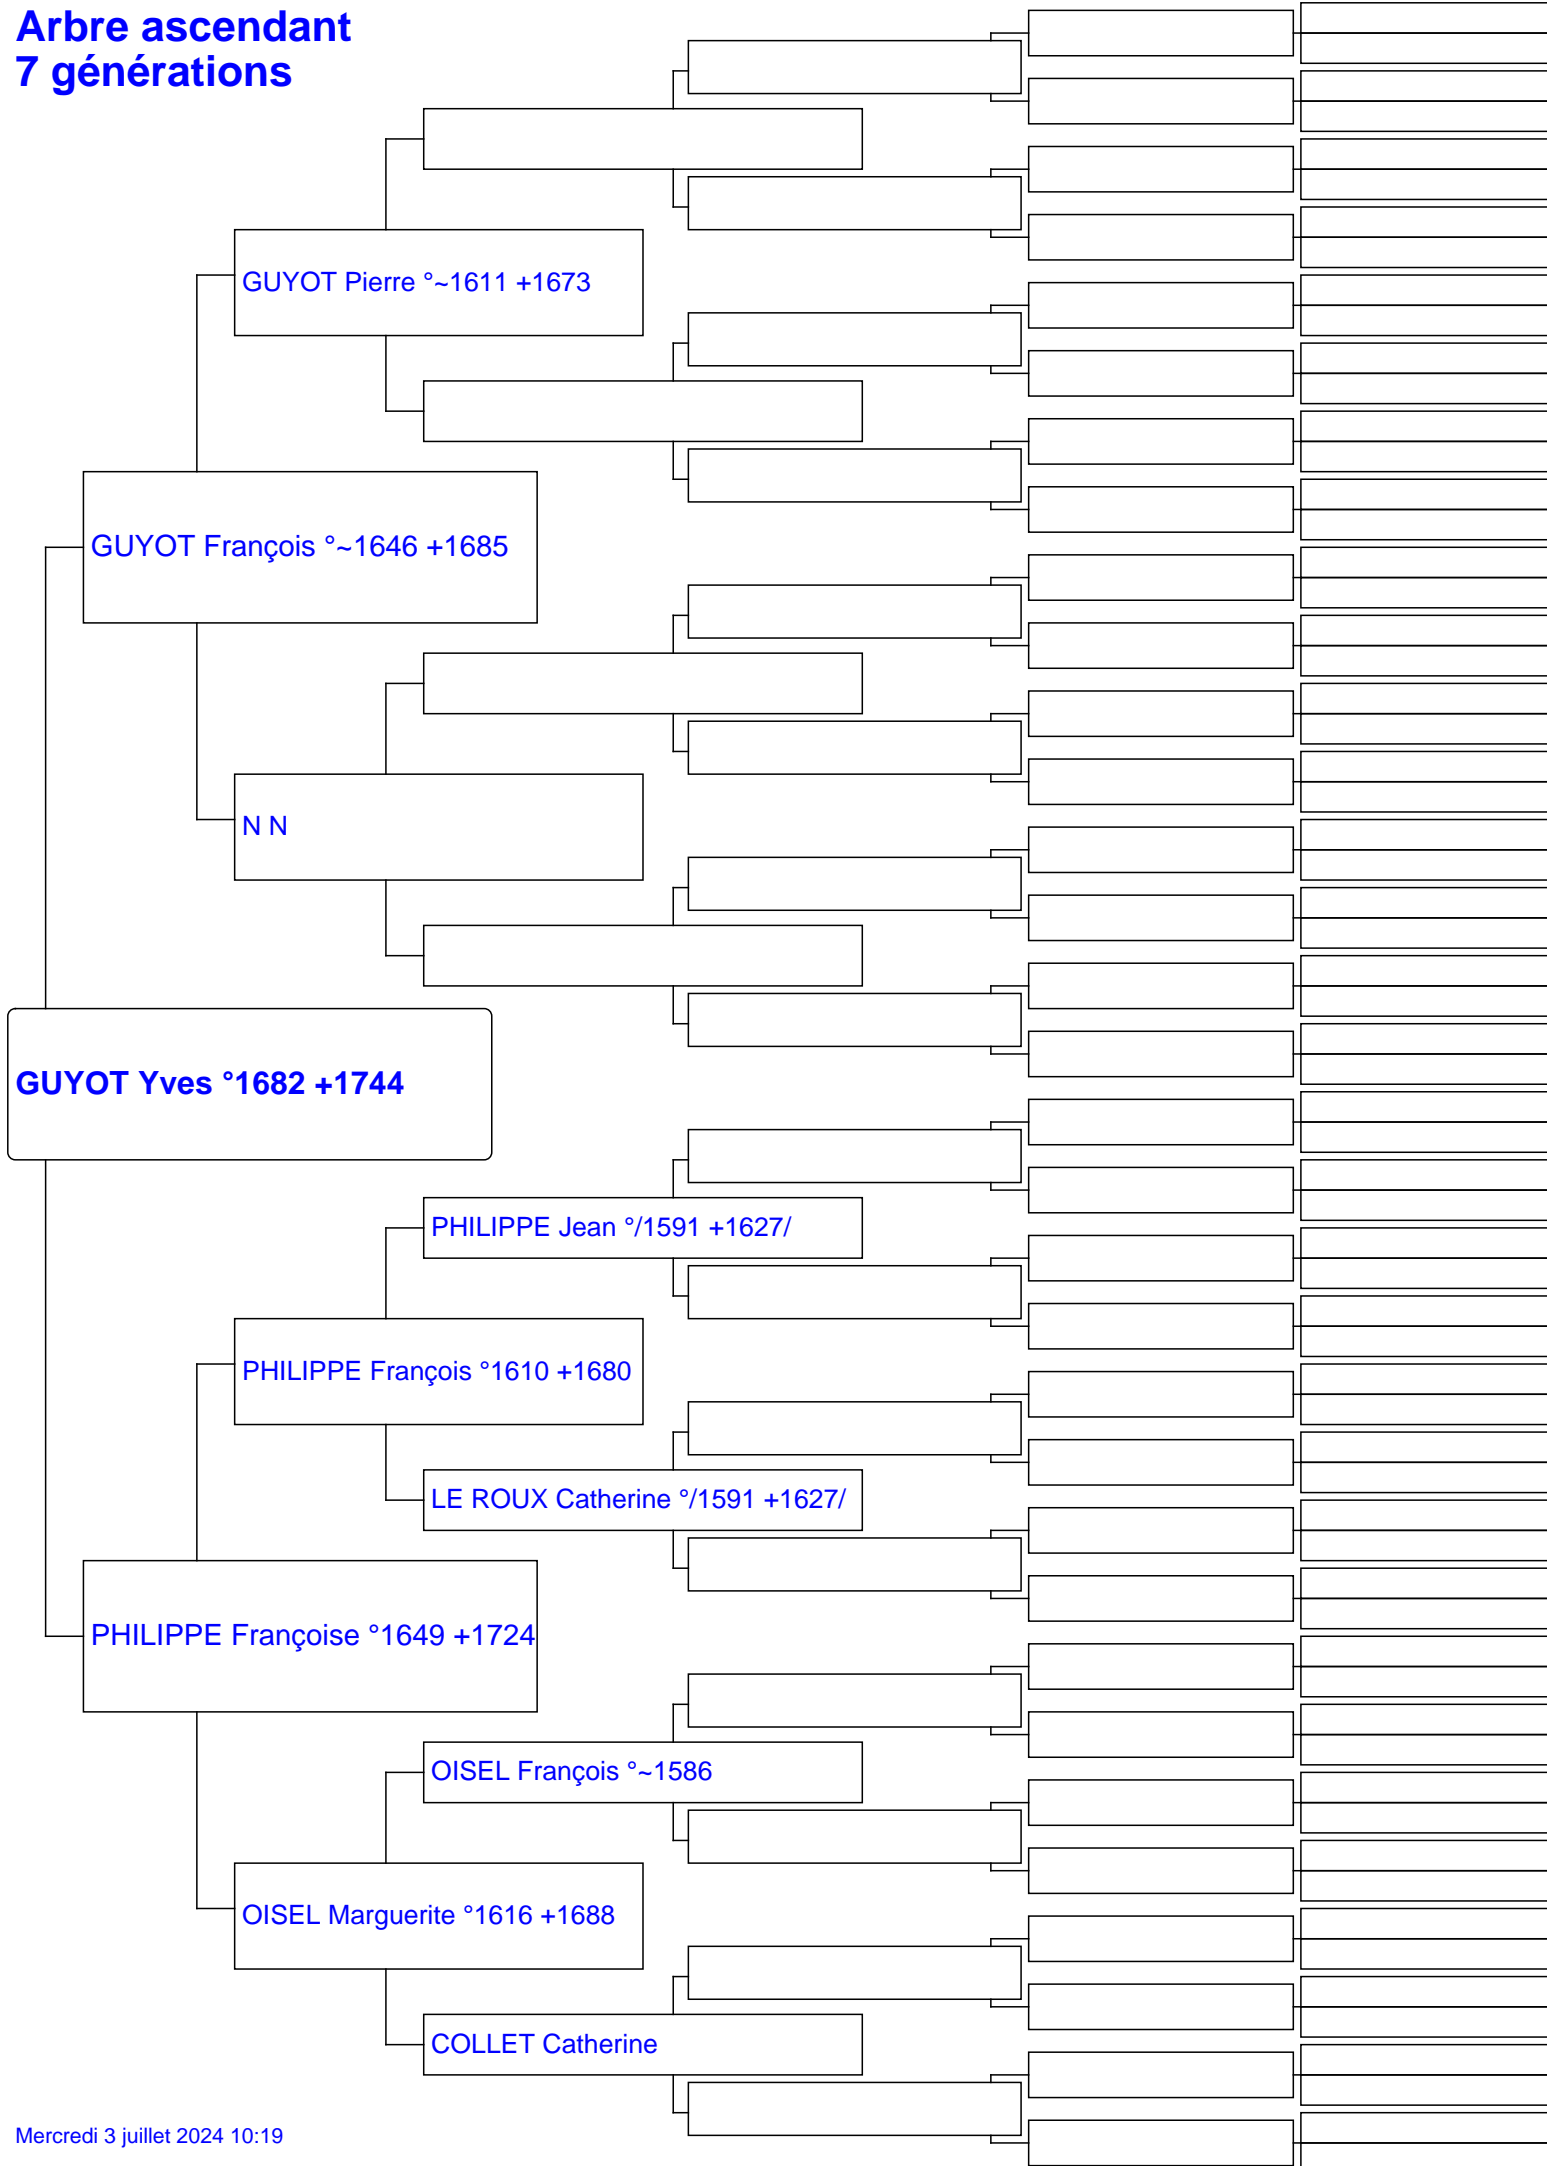 Arbre ascendant
7 générations
GUYOT Pierre °~1611 +1673
GUYOT François °~1646 +1685
N N
GUYOT Yves °1682 +1744
PHILIPPE Jean °/1591 +1627/
PHILIPPE François °1610 +1680
LE ROUX Catherine °/1591 +1627/
PHILIPPE Françoise °1649 +1724
OISEL François °~1586
OISEL Marguerite °1616 +1688
COLLET Catherine
Mercredi 3 juillet 2024 10:19